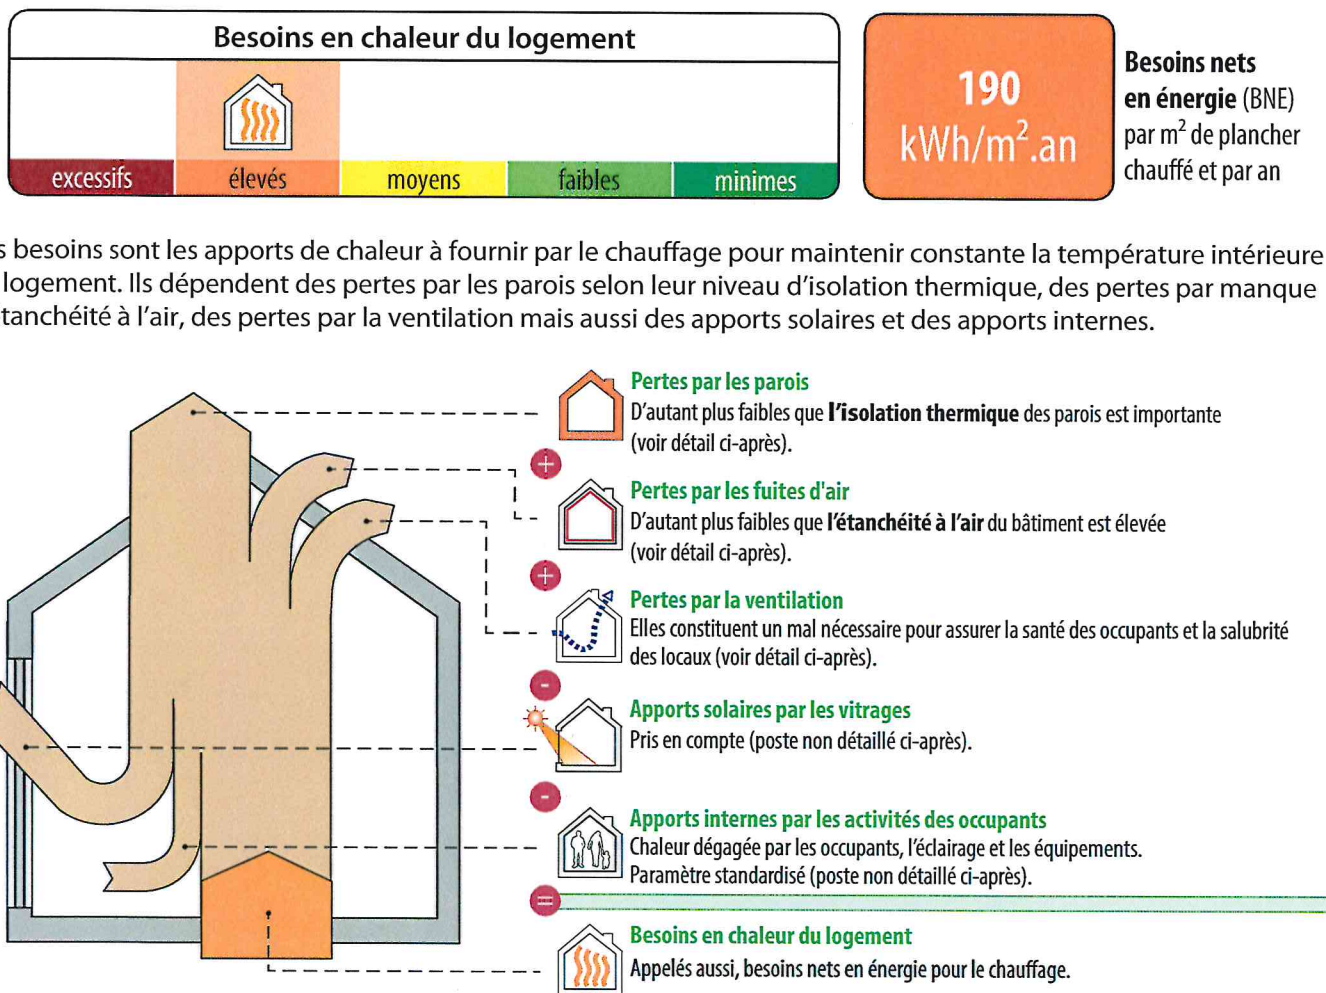 Besoins en chaleur du logement
excessifs
élevés
moyens
faibles
minimes
190
kWh/m².an
Besoins nets
en énergie (BNE)
par m² de plancher
chauffé et par an
s besoins sont les apports de chaleur à fournir par le chauffage pour maintenir constante la température intérieure
logement. Ils dépendent des pertes par les parois selon leur niveau d’isolation thermique, des pertes par manque
tanchéité à l’air, des pertes par la ventilation mais aussi des apports solaires et des apports internes.
Pertes par les parois
D’autant plus faibles que l’isolation thermique des parois est importante
(voir détail ci-après).
+
Pertes par les fuites d'air
D’autant plus faibles que l’étanchéité à l’air du bâtiment est élevée
(voir détail ci-après).
+
Pertes par la ventilation
Elles constituent un mal nécessaire pour assurer la santé des occupants et la salubrité
des locaux (voir détail ci-après).
-
Apports solaires par les vitrages
Pris en compte (poste non détaillé ci-après).
-
Apports internes par les activités des occupants
Chaleur dégagée par les occupants, l’éclairage et les équipements.
Paramètre standardisé (poste non détaillé ci-après).
=
Besoins en chaleur du logement
Appelés aussi, besoins nets en énergie pour le chauffage.